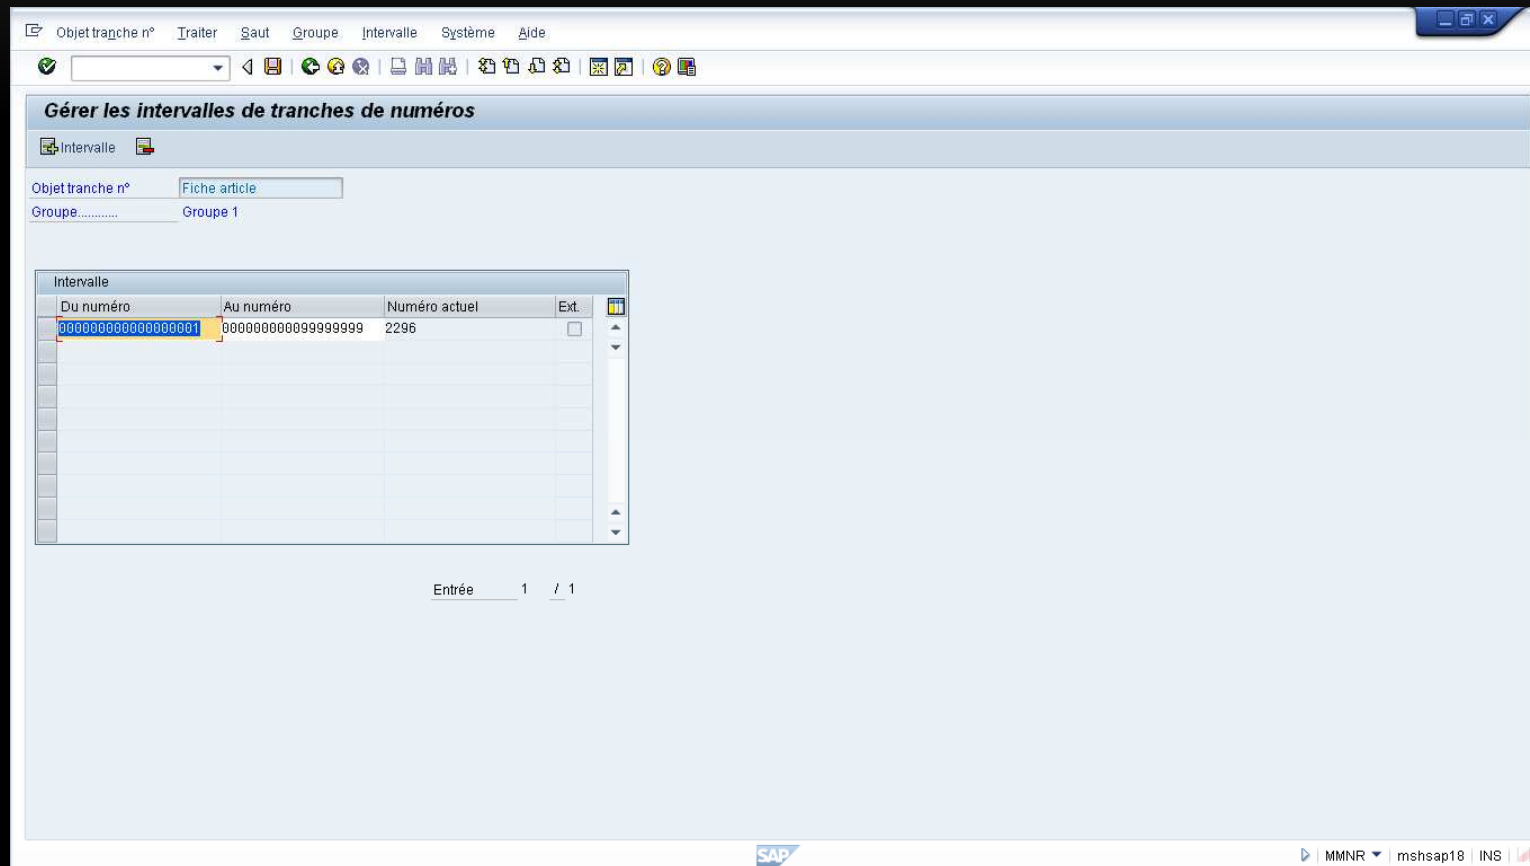 Objet tranche n° Traiter Saut Groupe Intervalle Système Aide
Gérer les intervalles de tranches de numéros
Intervalle
Objet tranche n° Fiche article
Groupe............ Groupe 1
Intervalle
Du numéro Au numéro Numéro actuel Ext.
000000000000000001 000000000099999999 2296
Entrée 1 / 1
SAP
MMNR mshsap18 INS